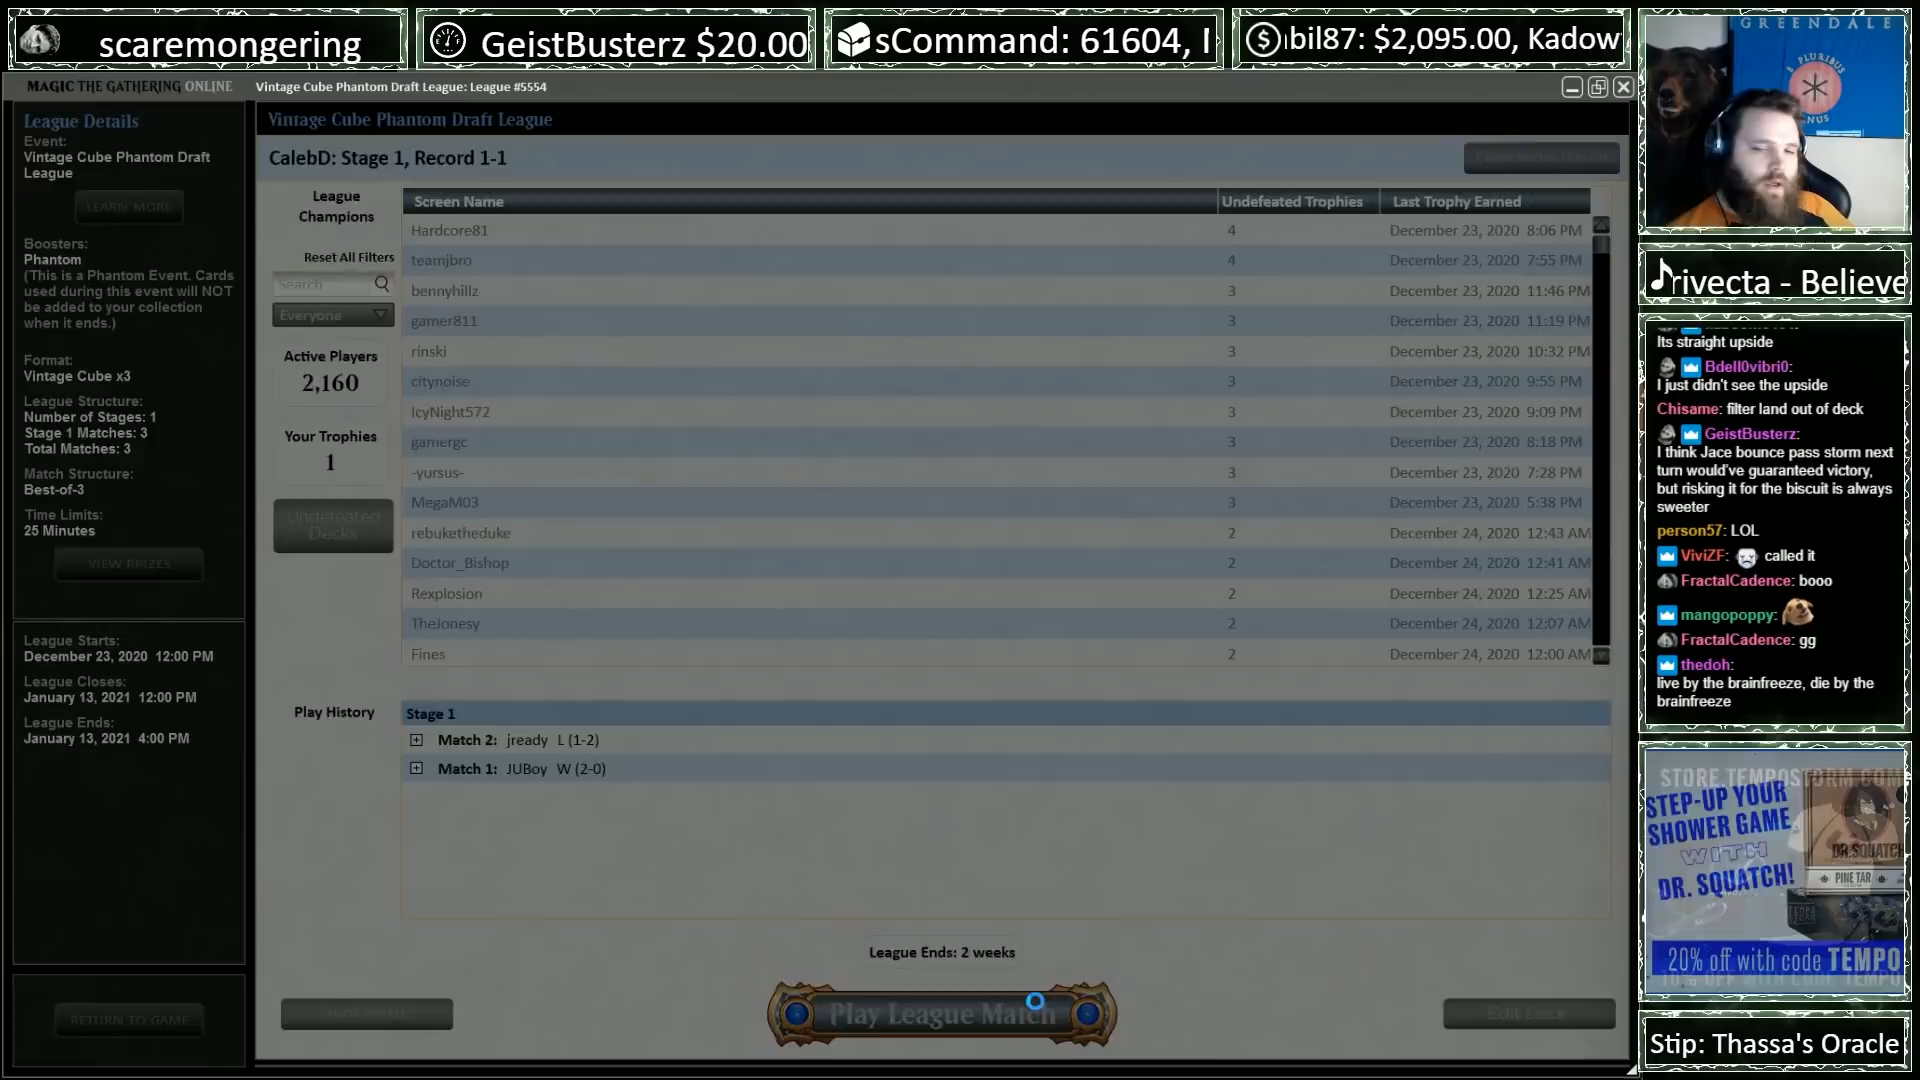 scaremongering
GeistBusterz $20.00
sCommand: 61604,
bil87: $2,095.00, Kadow
GREENDALE
E PLURIBUS
ANUS
MAGIC THE GATHERING ONLINE
Vintage Cube Phantom Draft League: League #5554
League Details
Event:
Vintage Cube Phantom Draft
League
LEARN MORE
Boosters:
Phantom
(This is a Phantom Event. Cards
used during this event will NOT
be added to your collection
when it ends.)
Format:
Vintage Cube x3
League Structure:
Number of Stages: 1
Stage 1 Matches: 3
Total Matches: 3
Match Structure:
Best-of-3
Time Limits:
25 Minutes
VIEW PRIZES
League Starts:
December 23, 2020 12:00 PM
League Closes:
January 13, 2021 12:00 PM
League Ends:
January 13, 2021 4:00 PM
RETURN TO GAME
Vintage Cube Phantom Draft League
CalebD: Stage 1, Record 1-1
League
Champions
Reset All Filters
Search
Everyone
Active Players
2,160
Your Trophies
1
Undefeated
Decks
Screen Name Undefeated Trophies Last Trophy Earned
Hardcore81 4 December 23, 2020 8:06 PM
teamjbro 4 December 23, 2020 7:55 PM
bennyhillz 3 December 23, 2020 11:46 PM
gamer811 3 December 23, 2020 11:19 PM
rinski 3 December 23, 2020 10:32 PM
citynoise 3 December 23, 2020 9:55 PM
IcyNight572 3 December 23, 2020 9:09 PM
gamergc 3 December 23, 2020 8:18 PM
-yursus- 3 December 23, 2020 7:28 PM
MegaM03 3 December 23, 2020 5:38 PM
rebuketheduke 2 December 24, 2020 12:43 AM
Doctor_Bishop 2 December 24, 2020 12:41 AM
Rexplosion 2 December 24, 2020 12:25 AM
TheJonesy 2 December 24, 2020 12:07 AM
Fines 2 December 24, 2020 12:00 AM
Play History
Stage 1
Match 2: jready L (1-2)
Match 1: JUBoy W (2-0)
League Ends: 2 weeks
Play League Match
Edit Deck
rivecta - Believe
Its straight upside
Bdell0vibri0:
I just didn't see the upside
Chisame: filter land out of deck
GeistBusterz:
I think Jace bounce pass storm next
turn would've guaranteed victory,
but risking it for the biscuit is always
sweeter
person57: LOL
ViviZF: called it
FractalCadence: booo
mangopoppy:
FractalCadence: gg
thedoh:
live by the brainfreeze, die by the
brainfreeze
STORE.TEMPOSTORM.COM
STEP-UP YOUR
SHOWER GAME
WITH
DR. SQUATCH!
DR. SQUATCH
PINE TAR
20% off with code TEMPO
Stip: Thassa's Oracle